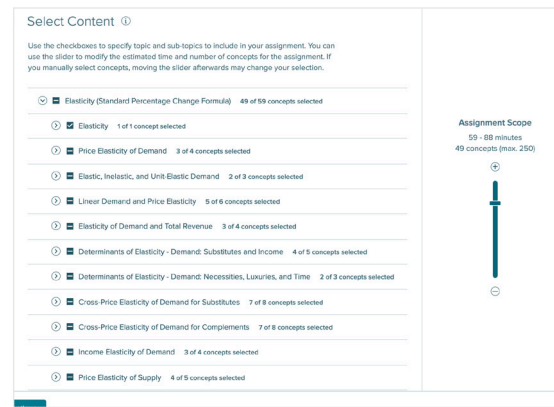 Select Content
Use the checkboxes to specify topic and sub-topics to include in your assignment. You can
use the slider to modify the estimated time and number of concepts for the assignment. If
you manually select concepts, moving the slider afterwards may change your selection.
Elasticity (Standard Percentage Change Formula) 49 of 59 concepts selected
Elasticity 1 of 1 concept selected
Price Elasticity of Demand 3 of 4 concepts selected
Elastic, Inelastic, and Unit-Elastic Demand 2 of 3 concepts selected
Linear Demand and Price Elasticity 5 of 6 concepts selected
Elasticity of Demand and Total Revenue 3 of 4 concepts selected
Determinants of Elasticity - Demand: Substitutes and Income 4 of 5 concepts selected
Determinants of Elasticity - Demand: Necessities, Luxuries, and Time 2 of 3 concepts selected
Cross-Price Elasticity of Demand for Substitutes 7 of 8 concepts selected
Cross-Price Elasticity of Demand for Complements 7 of 8 concepts selected
Income Elasticity of Demand 3 of 4 concepts selected
Price Elasticity of Supply 4 of 5 concepts selected
Assignment Scope
59 - 88 minutes
49 concepts (max. 250)